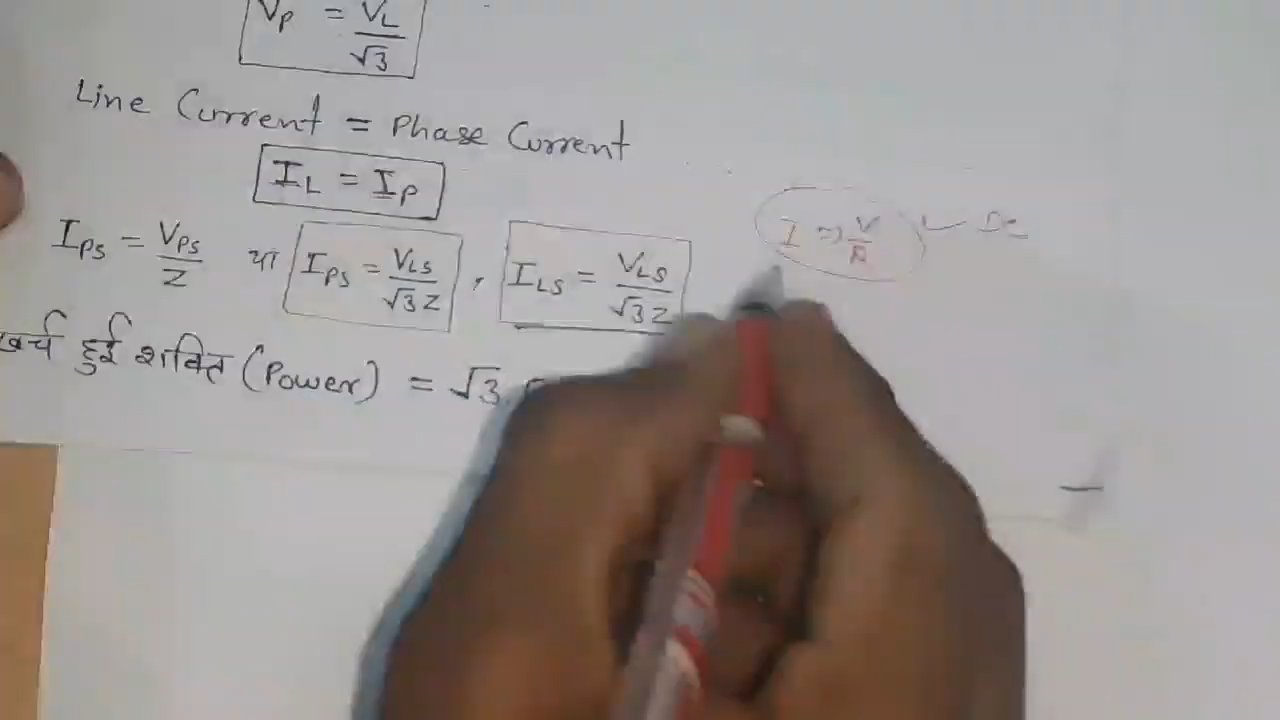 Vp = VL/√3
Line Current = Phase Current
IL = Ip
IPS = VPS/Z या IPS = VLS/√3Z , ILS = VLS/√3Z
I ⇒ V/R
खर्च हुई शक्ति (Power) = √3.